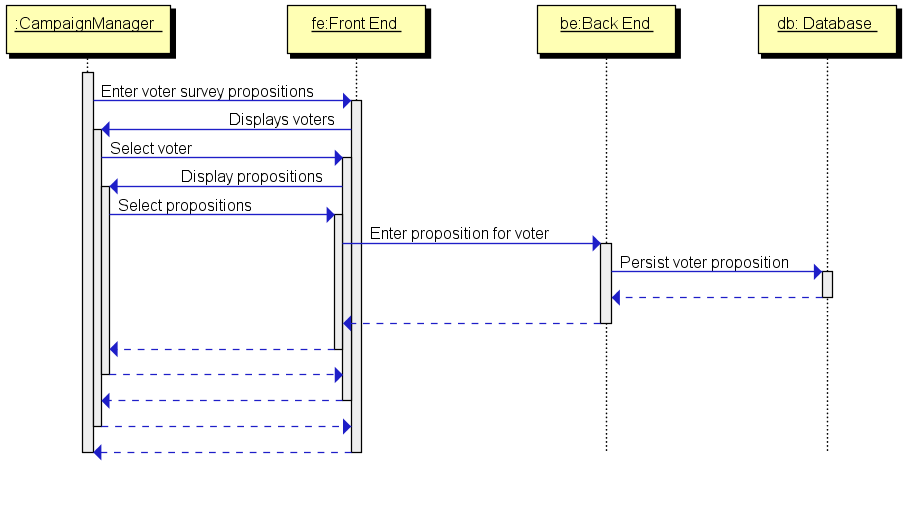 :CampaignManager
fe:Front End
be:Back End
db: Database
Enter voter survey propositions
Displays voters
Select voter
Display propositions
Select propositions
Enter proposition for voter
Persist voter proposition